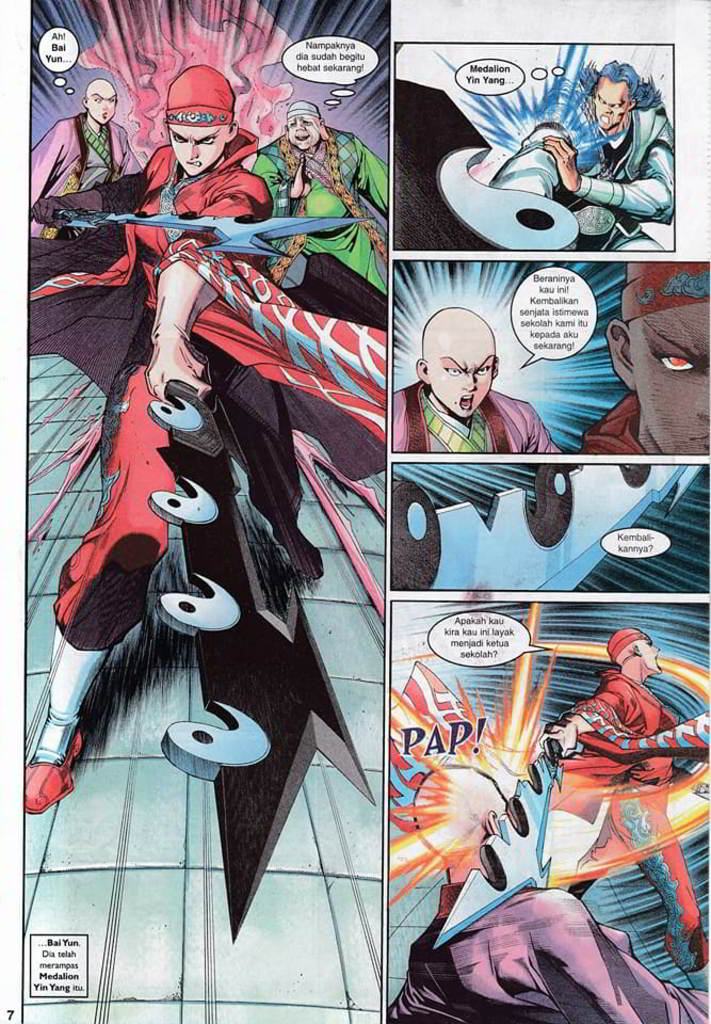 Ah!
Bai
Yun...
Nampaknya
dia sudah begitu
hebat sekarang!
...Bai Yun.
Dia telah
merampas
Medalion
Yin Yang itu.
7
Medalion
Yin Yang...
Beraninya
kau ini!
Kembalikan
senjata istimewa
sekolah kami itu
kepada aku
sekarang!
Kembali-
kannya?
Apakah kau
kira kau ini layak
menjadi ketua
sekolah?
PAP!